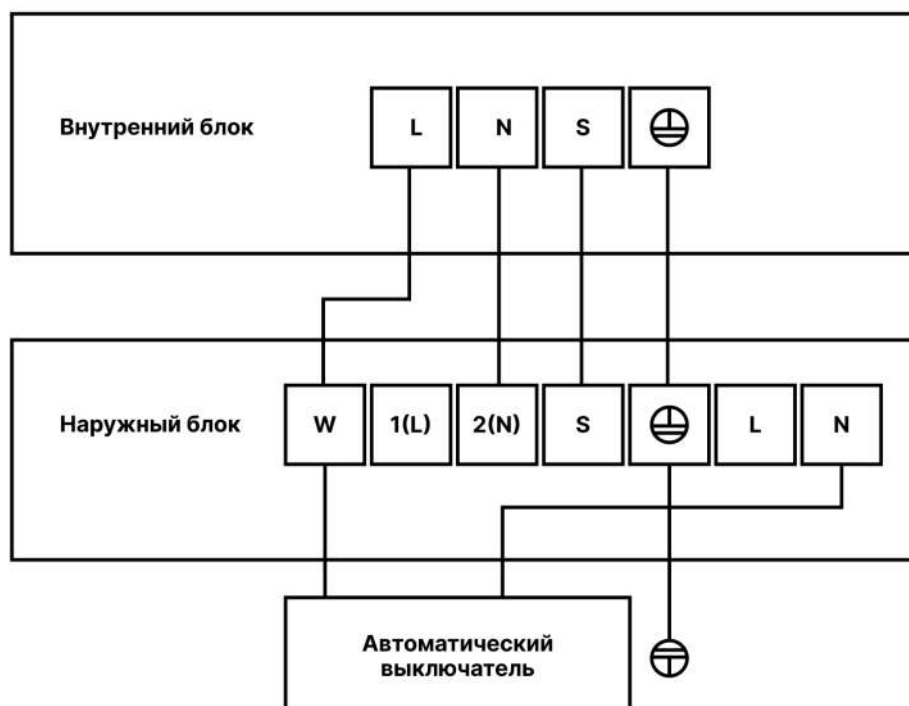 Внутренний блок
L N S
Наружный блок
W 1(L) 2(N) S L N
Автоматический
выключатель